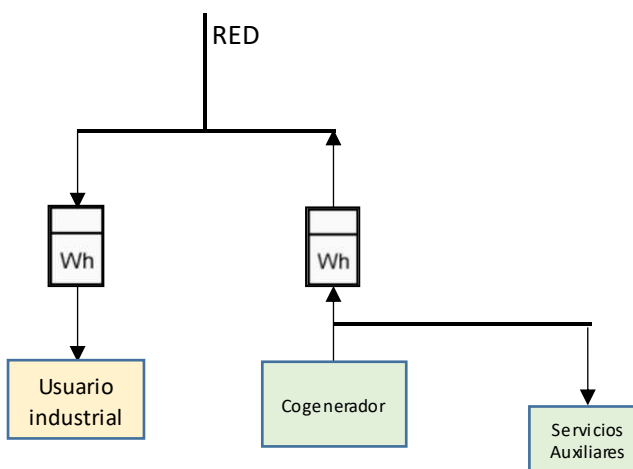 RED
Wh
Wh
Usuario
industrial
Cogenerador
Servicios
Auxiliares